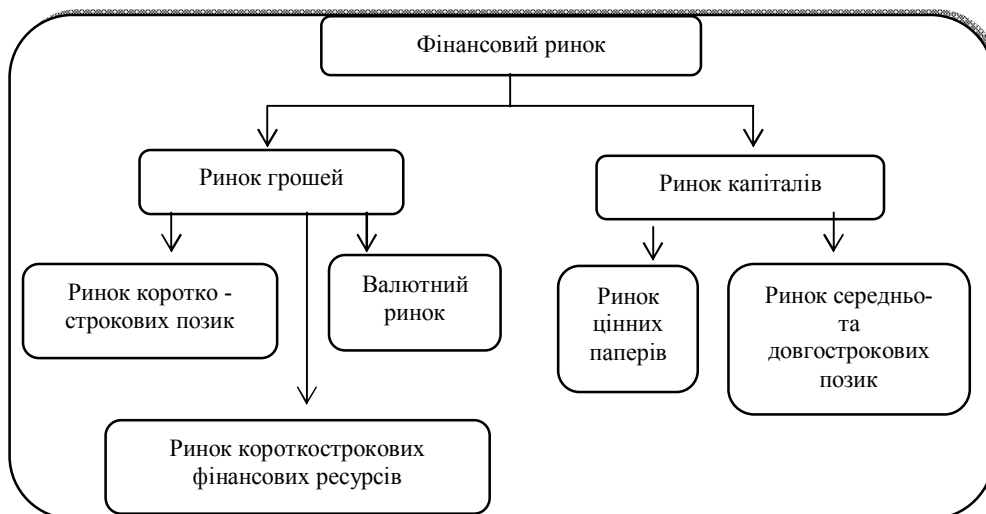 Фінансовий ринок
Ринок грошей
Ринок капіталів
Ринок коротко -
строкових позик
Валютний
ринок
Ринок
цінних
паперів
Ринок середньо-
та
довгострокових
позик
Ринок короткострокових
фінансових ресурсів